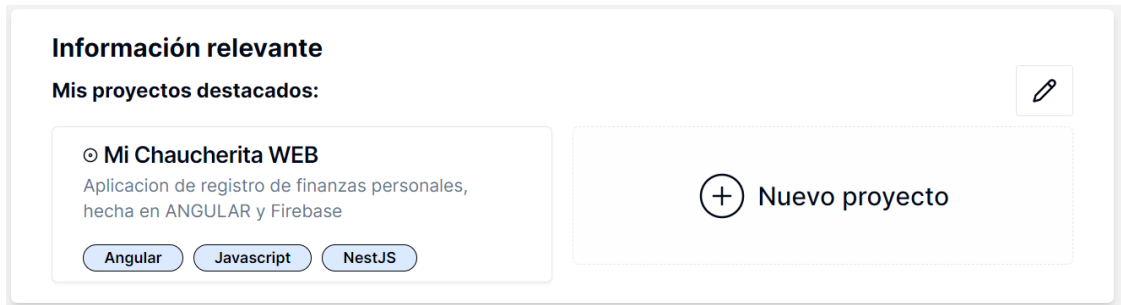 Información relevante
Mis proyectos destacados:
Mi Chaucherita WEB
Aplicacion de registro de finanzas personales,
hecha en ANGULAR y Firebase
Angular Javascript NestJS
Nuevo proyecto